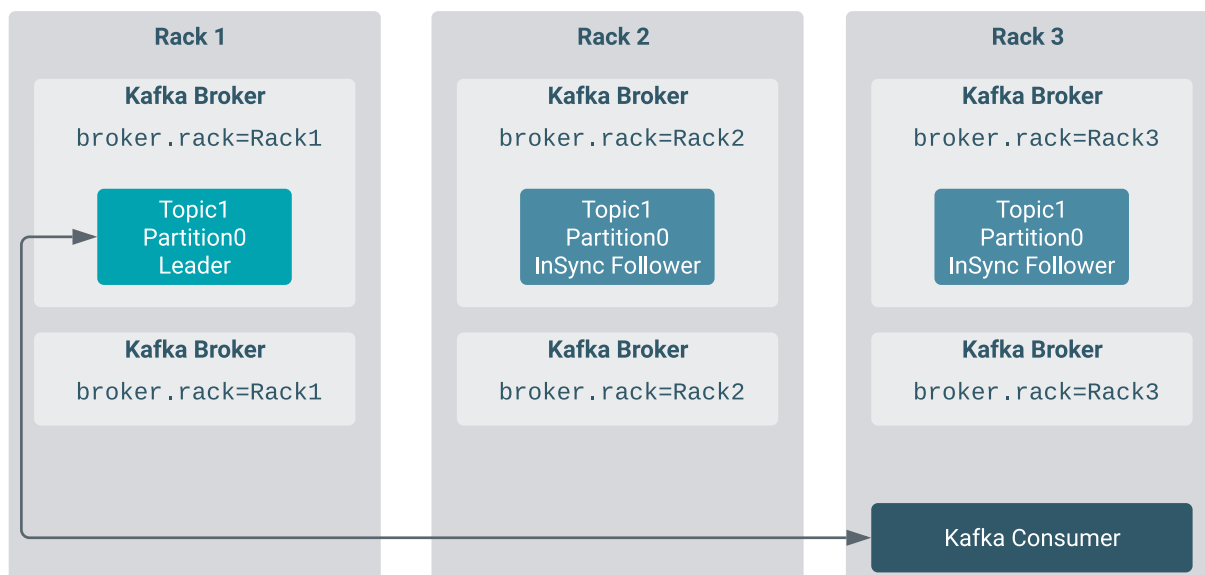 Rack 1
Kafka Broker
broker.rack=Rack1
Topic1
Partition0
Leader
Kafka Broker
broker.rack=Rack1
Rack 2
Kafka Broker
broker.rack=Rack2
Topic1
Partition0
InSync Follower
Kafka Broker
broker.rack=Rack2
Rack 3
Kafka Broker
broker.rack=Rack3
Topic1
Partition0
InSync Follower
Kafka Broker
broker.rack=Rack3
Kafka Consumer